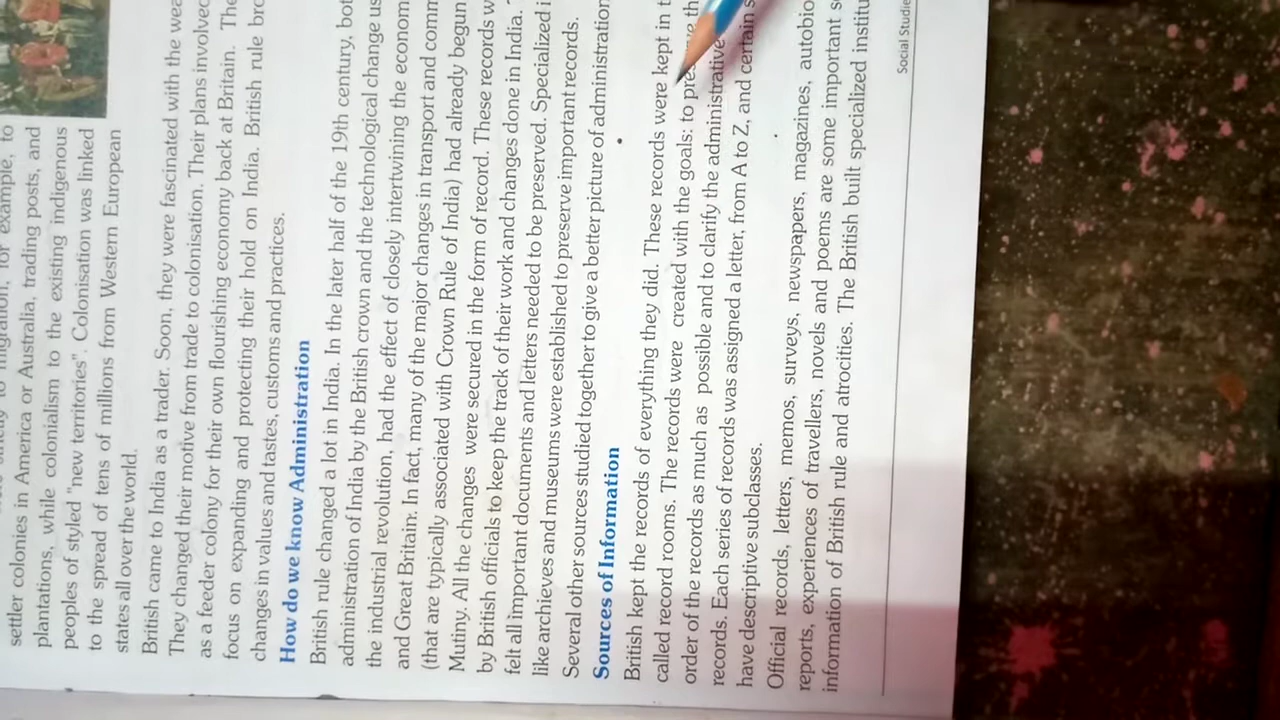 settler colonies in America or Australia, trading posts, and
plantations, while colonialism to the existing indigenous
peoples of styled "new territories". Colonisation was linked
to the spread of tens of millions from Western European
states all over the world.
British came to India as a trader. Soon, they were fascinated with the
They changed their motive from trade to colonisation. Their plans
as a feeder colony for their own flourishing economy back at Britain.
focus on expanding and protecting their hold on India. British rule
changes in values and tastes, customs and practices.
How do we know Administration
British rule changed a lot in India. In the later half of the 19th century,
administration of India by the British crown and the technological change
the industrial revolution, had the effect of closely intertwining the
and Great Britain. In fact, many of the major changes in transport and
(that are typically associated with Crown Rule of India) had already begun
Mutiny. All the changes were secured in the form of record. These records
by British officials to keep the track of their work and changes done in India.
felt all important documents and letters needed to be preserved. Specialized
like archieves and museums were established to preserve important records.
Several other sources studied together to give a better picture of administration
Sources of Information
British kept the records of everything they did. These records were kept in
called record rooms. The records were created with the goals: to
order of the records as much as possible and to clarify the administrative
records. Each series of records was assigned a letter, from A to Z, and certain
have descriptive subclasses.
Official records, letters, memos, surveys, newspapers, magazines,
reports, experiences of travellers, novels and poems are some important
information of British rule and atrocities. The British built specialized
Social